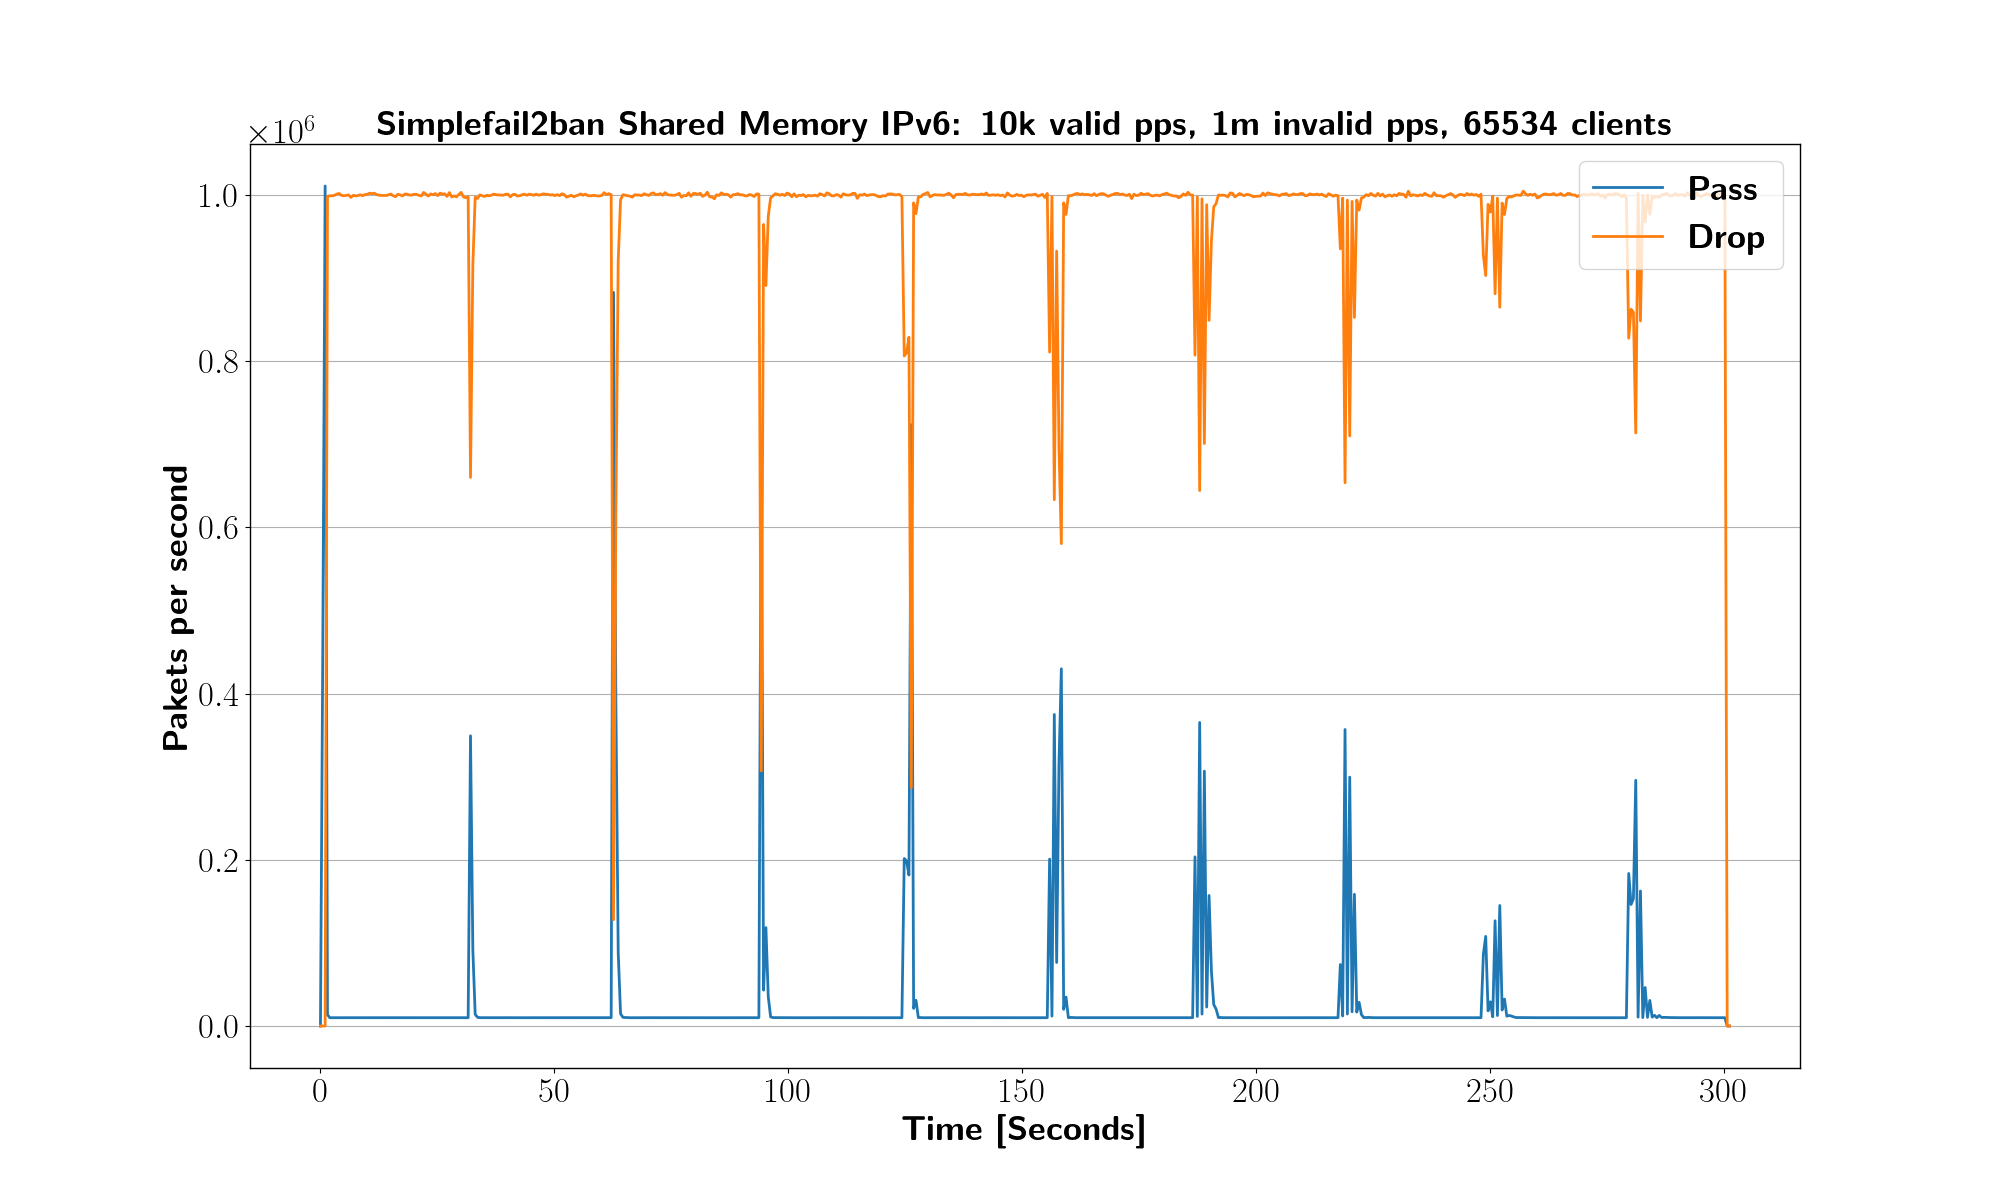 Simplefail2ban Shared Memory IPv6: 10k valid pps, 1m invalid pps, 65534 clients
×10⁶
Pass
Drop
1.0
0.8
0.6
0.4
0.2
0.0
Pakets per second
0 50 100 150 200 250 300
Time [Seconds]